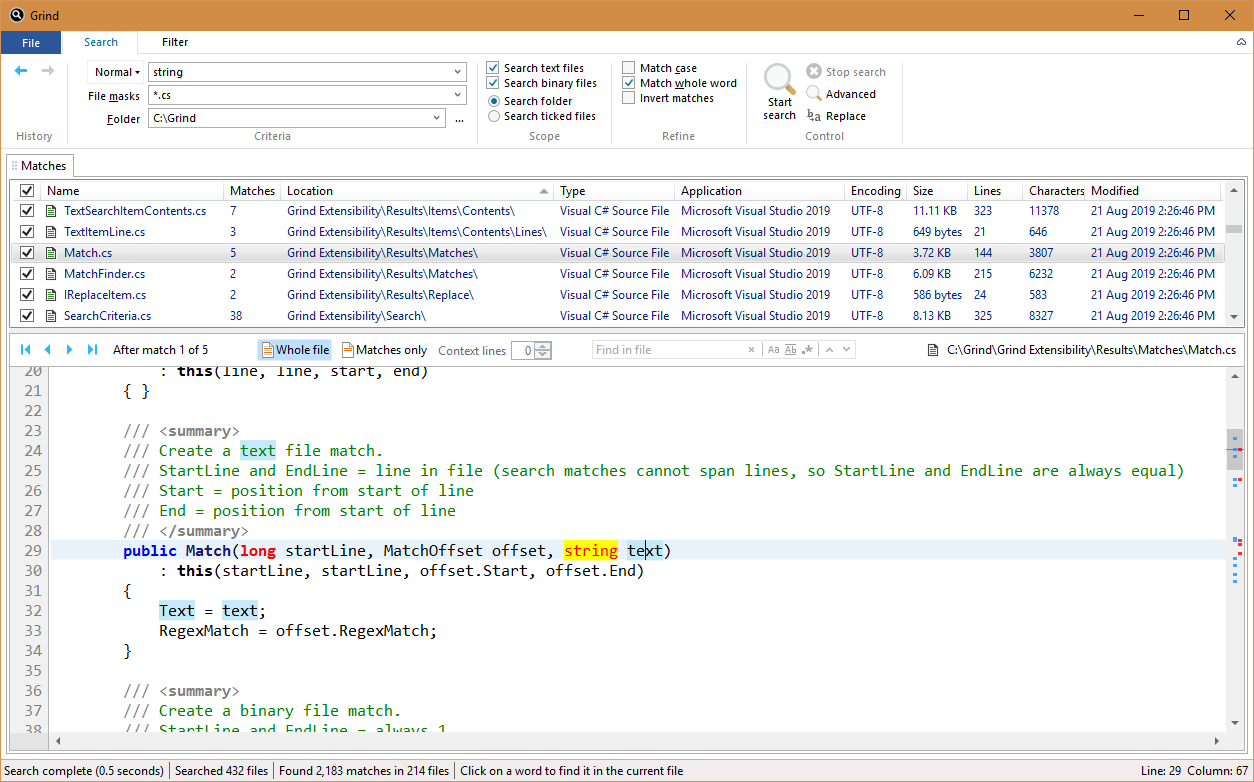 Grind
File Search Filter
Normal string
File masks *.cs
Folder C:\Grind ...
History
Criteria
Search text files
Search binary files
Search folder
Search ticked files
Scope
Match case
Match whole word
Invert matches
Refine
Start search
Stop search
Advanced
Replace
Control
Matches
Name Matches Location Type Application Encoding Size Lines Characters Modified
TextSearchItemContents.cs 7 Grind Extensibility\Results\Items\Contents\ Visual C# Source File Microsoft Visual Studio 2019 UTF-8 11.11 KB 323 11378 21 Aug 2019 2:26:46 PM
TextItemLine.cs 3 Grind Extensibility\Results\Items\Contents\Lines\ Visual C# Source File Microsoft Visual Studio 2019 UTF-8 649 bytes 21 646 21 Aug 2019 2:26:46 PM
Match.cs 5 Grind Extensibility\Results\Matches\ Visual C# Source File Microsoft Visual Studio 2019 UTF-8 3.72 KB 144 3807 21 Aug 2019 2:26:46 PM
MatchFinder.cs 2 Grind Extensibility\Results\Matches\ Visual C# Source File Microsoft Visual Studio 2019 UTF-8 6.09 KB 215 6232 21 Aug 2019 2:26:46 PM
IReplaceItem.cs 2 Grind Extensibility\Results\Replace\ Visual C# Source File Microsoft Visual Studio 2019 UTF-8 586 bytes 24 583 21 Aug 2019 2:26:46 PM
SearchCriteria.cs 38 Grind Extensibility\Search\ Visual C# Source File Microsoft Visual Studio 2019 UTF-8 8.13 KB 325 8327 21 Aug 2019 2:26:46 PM
After match 1 of 5 Whole file Matches only Context lines 0 Find in file × Aa Ab .* C:\Grind\Grind Extensibility\Results\Matches\Match.cs
20 : this(line, line, start, end)
21 { }
22
23 /// <summary>
24 /// Create a text file match.
25 /// StartLine and EndLine = line in file (search matches cannot span lines, so StartLine and EndLine are always equal)
26 /// Start = position from start of line
27 /// End = position from start of line
28 /// </summary>
29 public Match(long startLine, MatchOffset offset, string text)
30 : this(startLine, startLine, offset.Start, offset.End)
31 {
32 Text = text;
33 RegexMatch = offset.RegexMatch;
34 }
35
36 /// <summary>
37 /// Create a binary file match.
38 /// StartLine and EndLine = always 1
Search complete (0.5 seconds) Searched 432 files Found 2,183 matches in 214 files Click on a word to find it in the current file Line: 29 Column: 67